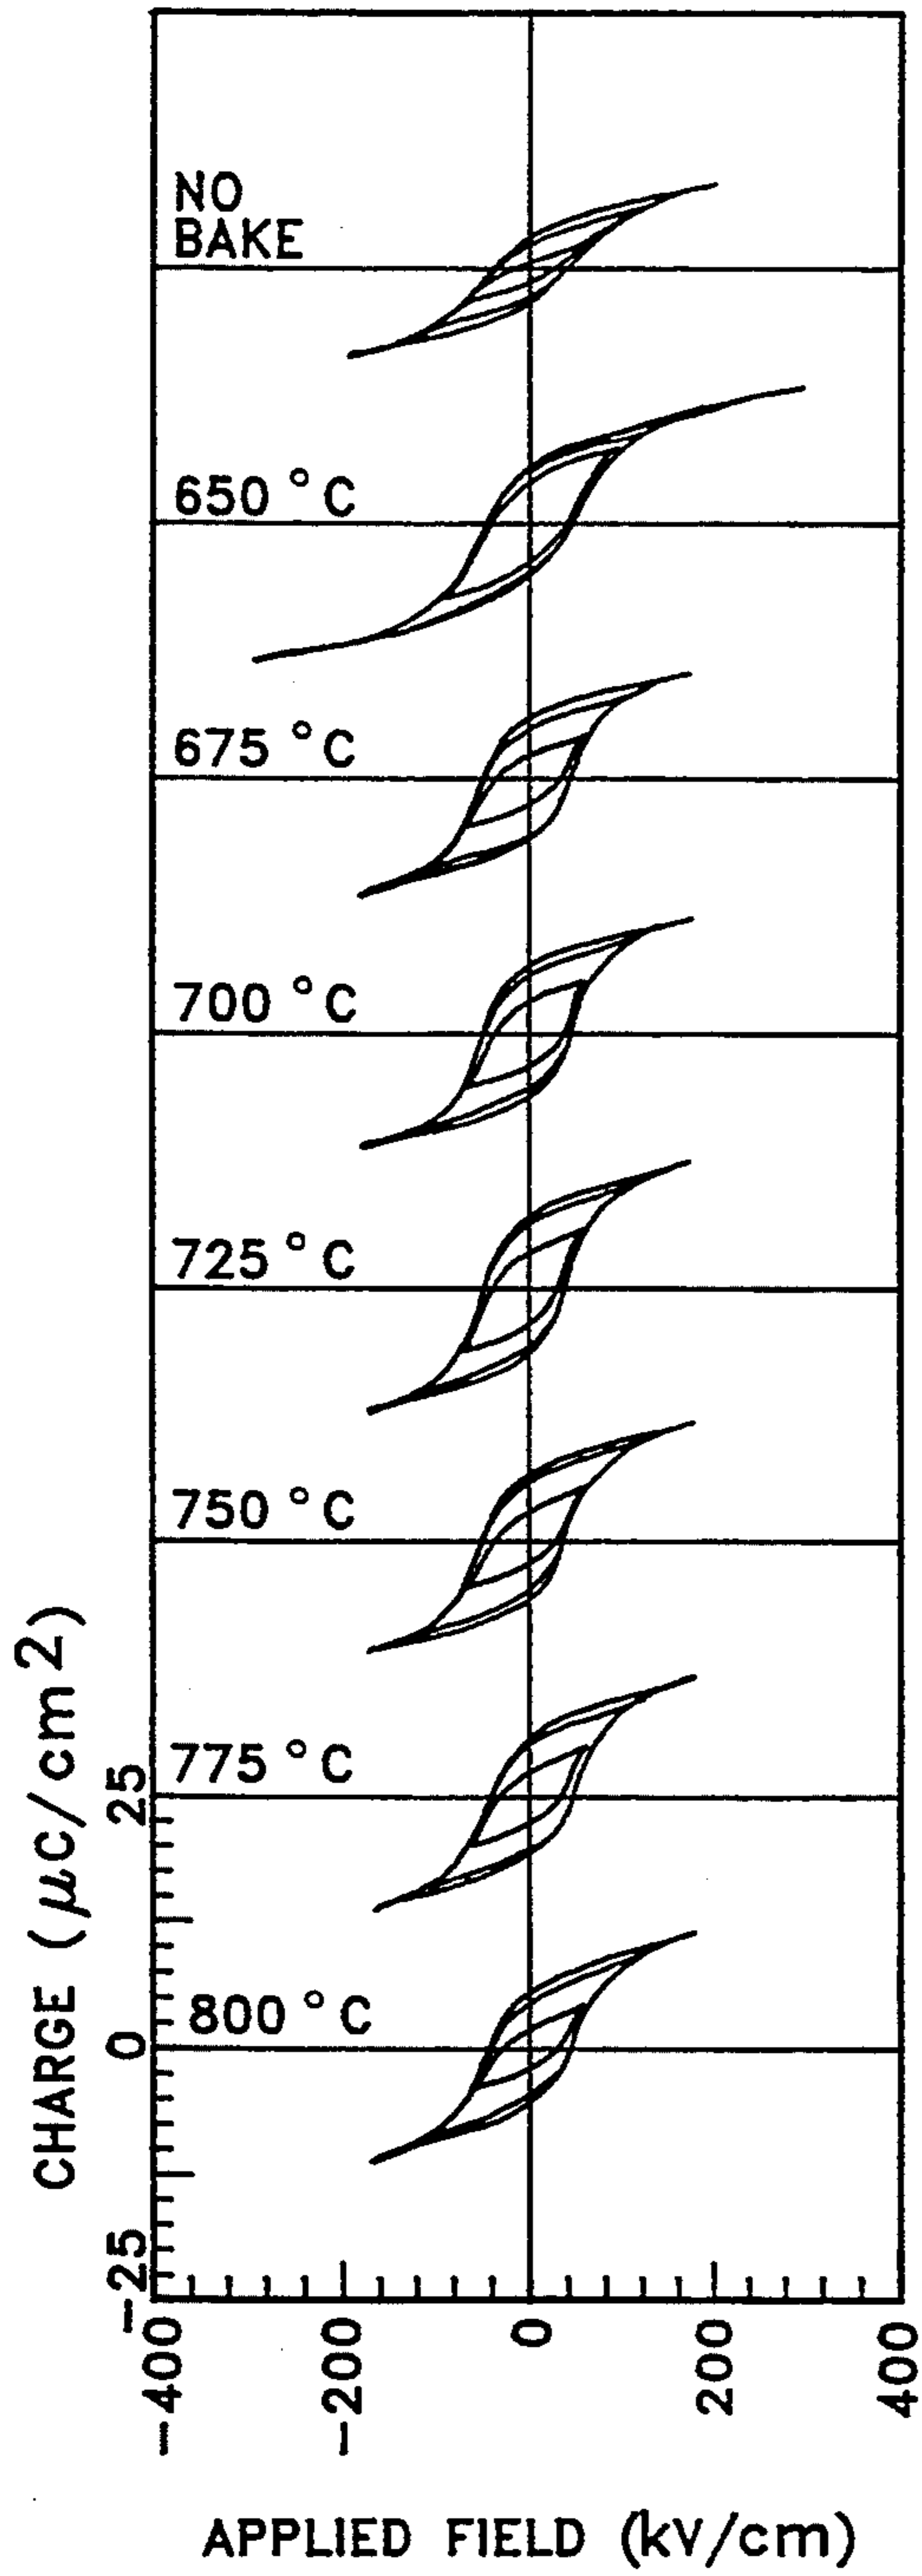 NO
BAKE
650 °C
675 °C
700 °C
725 °C
750 °C
775 °C
800 °C
CHARGE (μC/cm2)
25
0
-25
-400
-200
0
200
400
APPLIED FIELD (kV/cm)